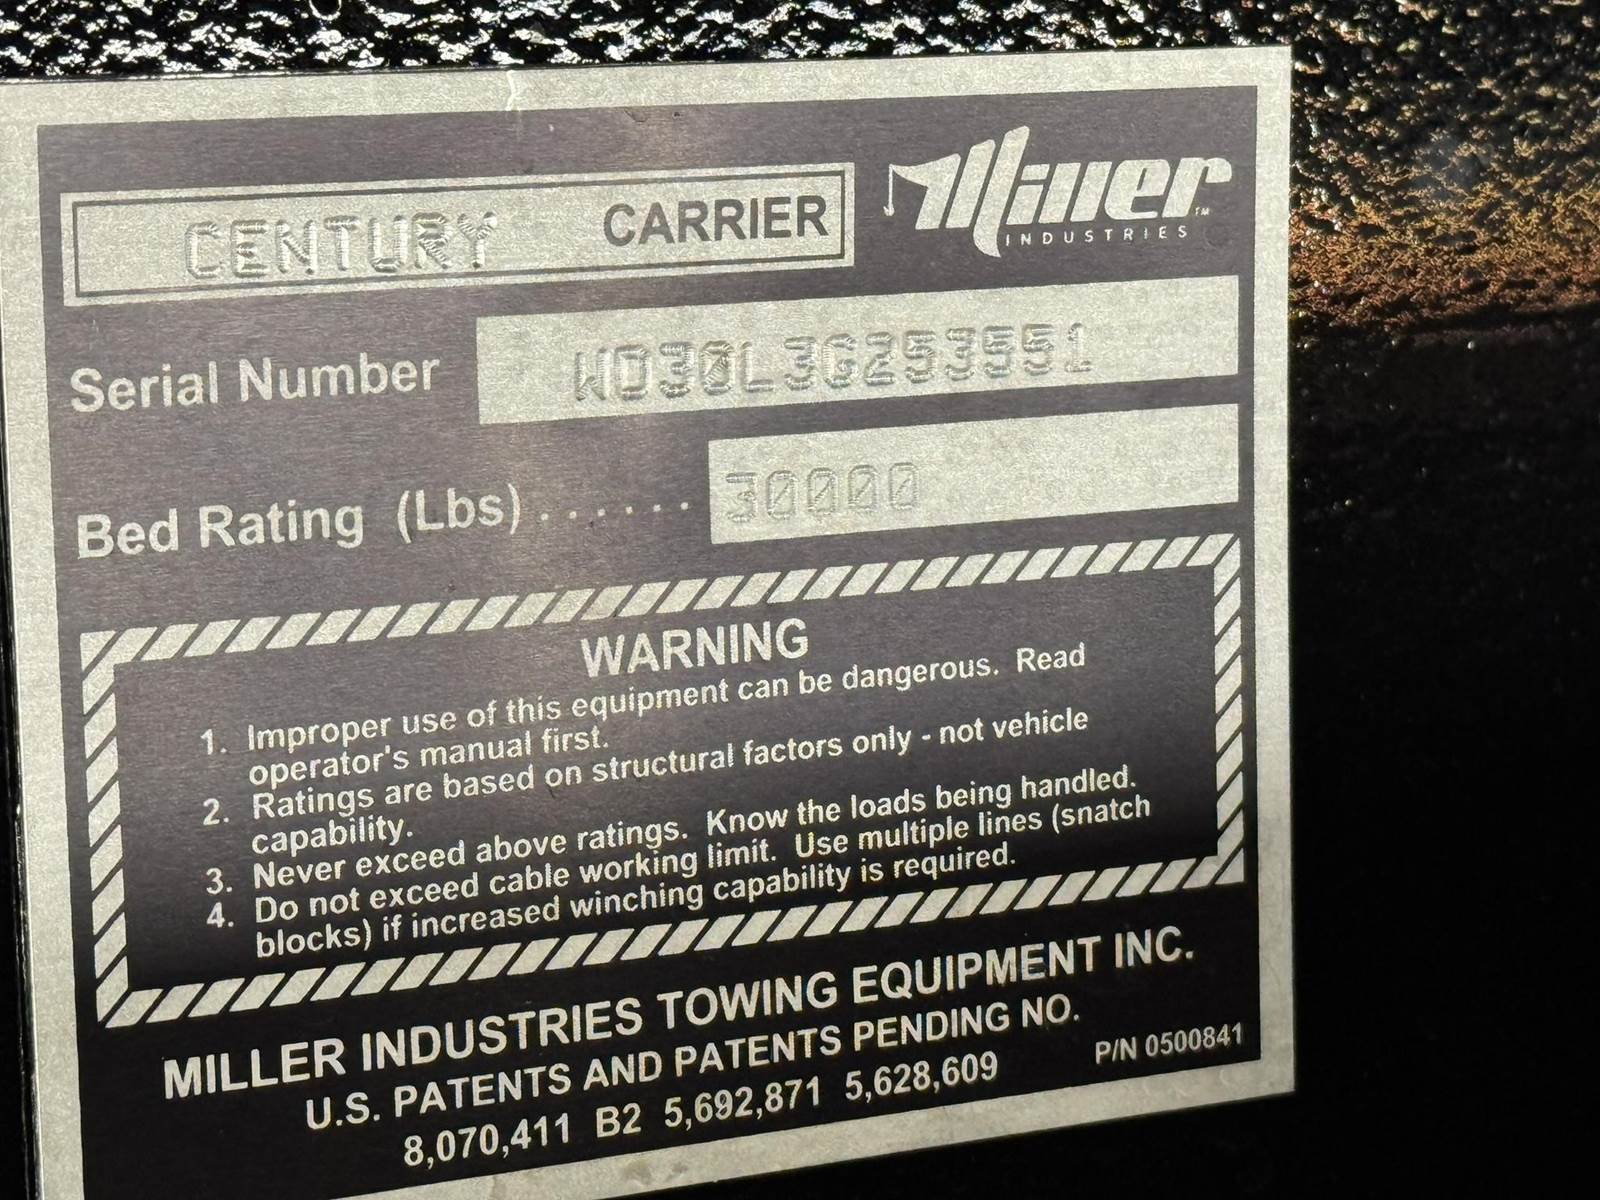 CENTURY CARRIER
Miller™
INDUSTRIES
Serial Number WD30L3G253551
Bed Rating (Lbs) ...... 30000
WARNING
1. Improper use of this equipment can be dangerous. Read
operator's manual first.
2. Ratings are based on structural factors only - not vehicle
capability.
3. Never exceed above ratings. Know the loads being handled.
4. Do not exceed cable working limit. Use multiple lines (snatch
blocks) if increased winching capability is required.
MILLER INDUSTRIES TOWING EQUIPMENT INC.
U.S. PATENTS AND PATENTS PENDING NO.
8,070,411 B2 5,692,871 5,628,609
P/N 0500841